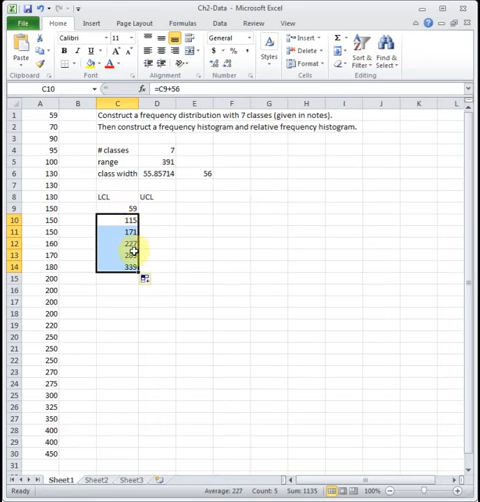 Ch2-Data - Microsoft Excel
File Home Insert Page Layout Formulas Data Review View
Paste Calibri 11 General Styles Insert Delete Format Sort & Filter Find & Select
Clipboard Font Alignment Number Cells Editing
C10 fx =C9+56
A B C D E F G H I J K L
1 59 Construct a frequency distribution with 7 classes (given in notes).
2 70 Then construct a frequency histogram and relative frequency histogram.
3 90
4 95 # classes 7
5 100 range 391
6 130 class width 55.85714 56
7 130
8 130 LCL UCL
9 150 59
10 150 115
11 150 171
12 160 227
13 170
14 180 339
15 200
16 200
17 200
18 200
19 220
20 250
21 250
22 250
23 270
24 275
25 300
26 325
27 350
28 400
29 400
30 450
31
Sheet1 Sheet2 Sheet3
Ready Average: 227 Count: 5 Sum: 1135 100%